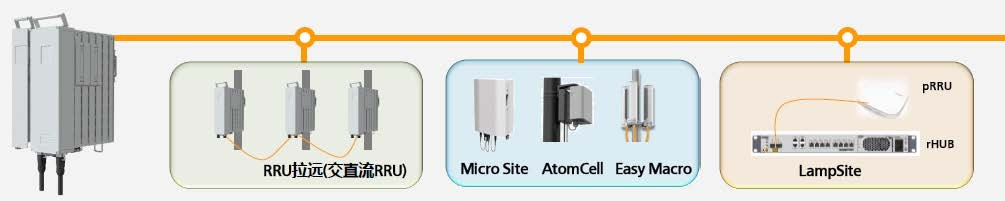 RRU拉远(交直流RRU)
Micro Site
AtomCell
Easy Macro
pRRU
rHUB
LampSite